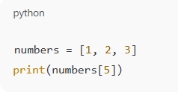 python
numbers = [1, 2, 3]
print(numbers[5])